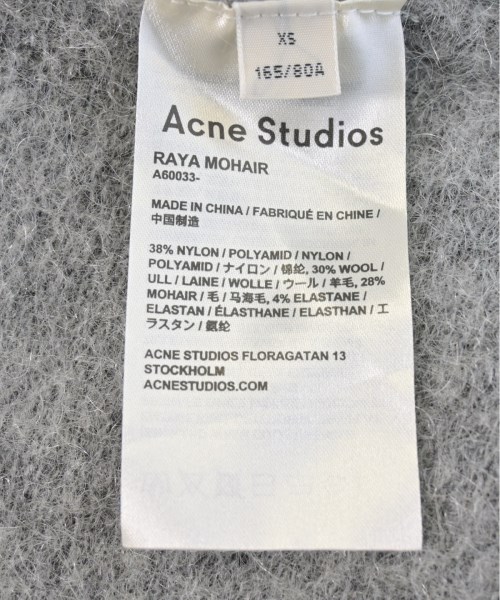 XS
165/80A
Acne Studios
RAYA MOHAIR
A60033-
MADE IN CHINA / FABRIQUÉ EN CHINE /
中国制造
38% NYLON / POLYAMID / NYLON /
POLYAMID / ナイロン / 锦纶, 30% WOOL /
ULL / LAINE / WOLLE / ウール / 羊毛, 28%
MOHAIR / 毛 / 马海毛, 4% ELASTANE /
ELASTAN / ÉLASTHANE / ELASTHAN / エ
ラスタン / 氨纶
ACNE STUDIOS FLORAGATAN 13
STOCKHOLM
ACNESTUDIOS.COM